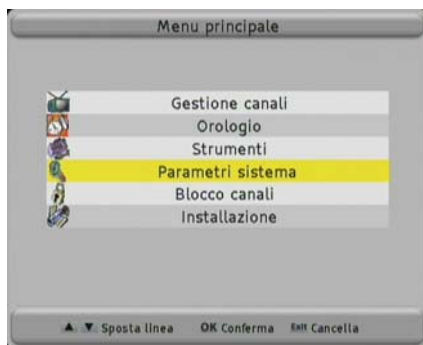 Menu principale
Gestione canali
Orologio
Strumenti
Parametri sistema
Blocco canali
Installazione
▲ ▼ Sposta linea OK Conferma Exit Cancella